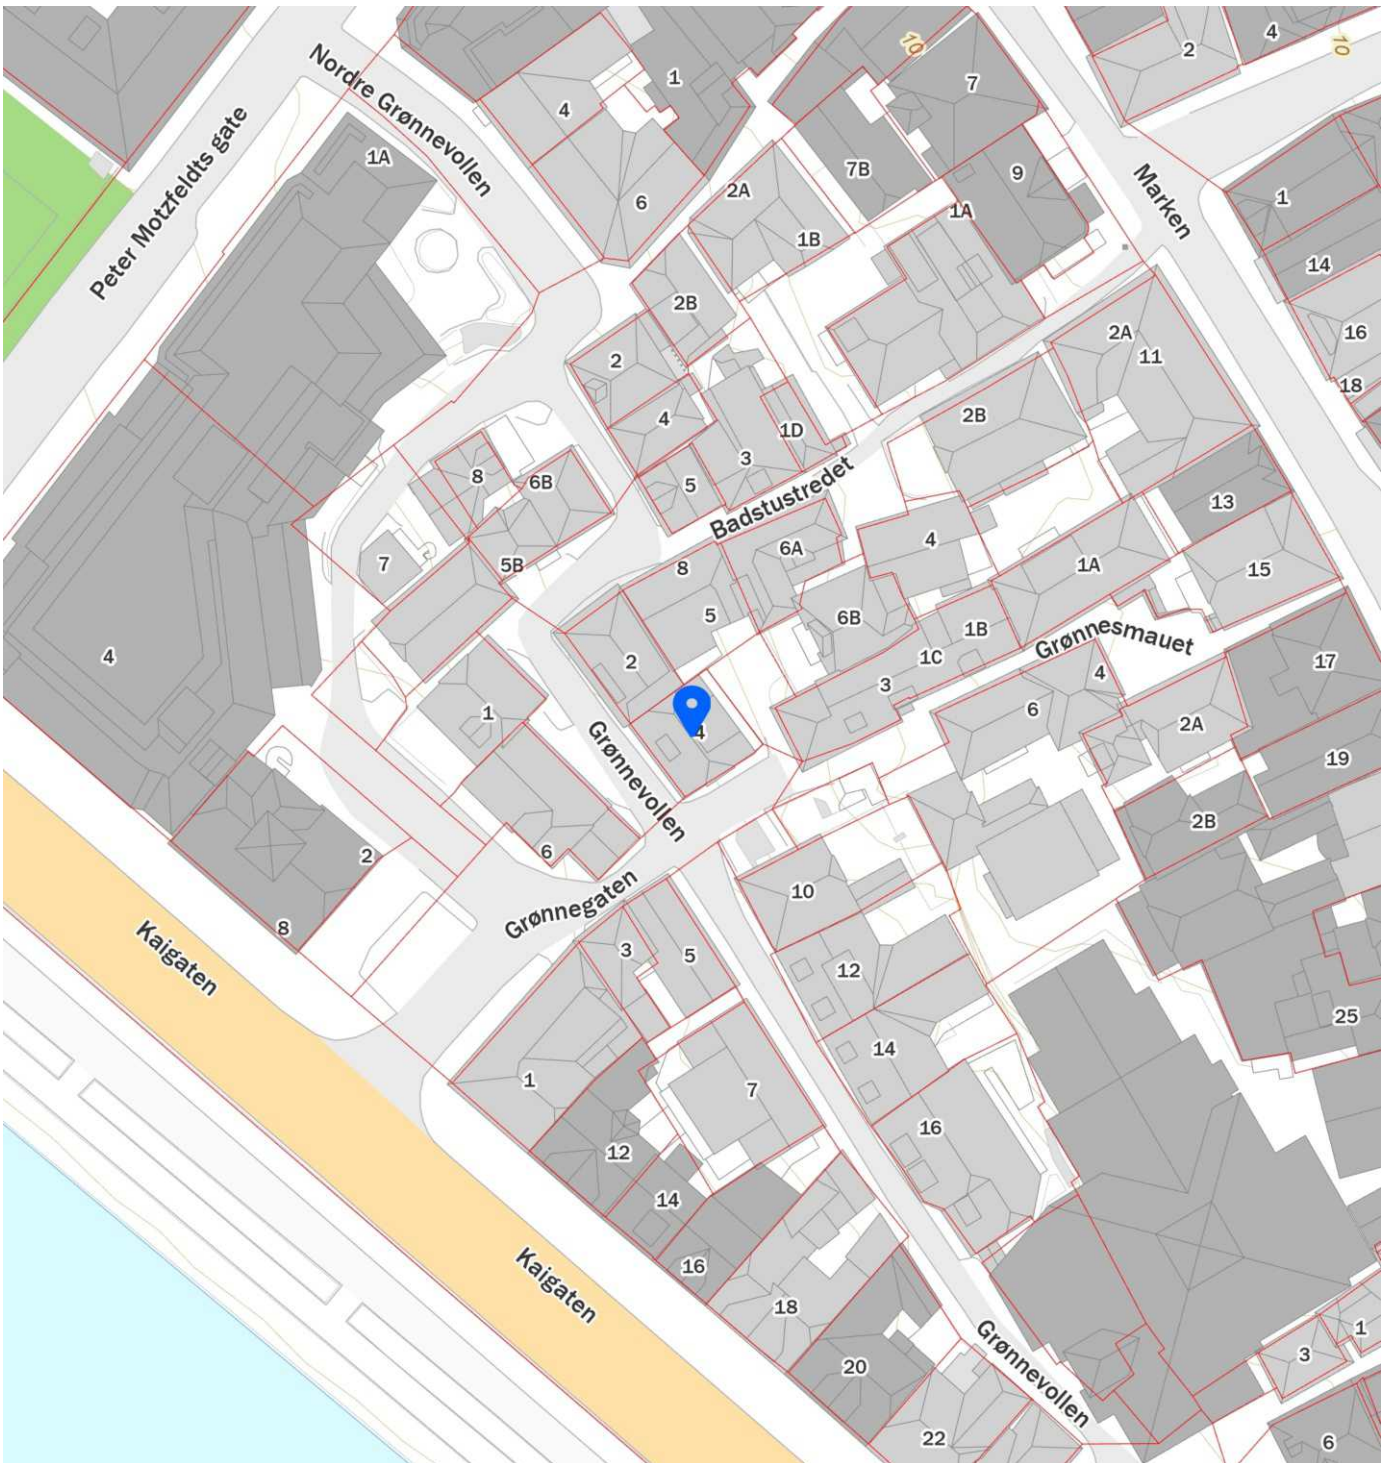 10
4
2
10
Nordre Grønnevollen
1
7
4
1A
7B
9
Marken
2A
6
1A
1
Peter Motzfeldts gate
1B
14
2B
16
2A
2
11
18
4
2B
1D
3
8
6B
5
Badstustredet
13
6A
4
7
5B
8
1A
15
5
6B
1B
Grønnesmauet
4
2
1C
17
3
4
1
6
2A
4
Grønnevollen
19
2B
6
2
10
Grønnegaten
8
3
5
Kaigaten
12
25
14
1
7
16
12
14
16
18
Kaigaten
1
3
Grønnevollen
20
22
6